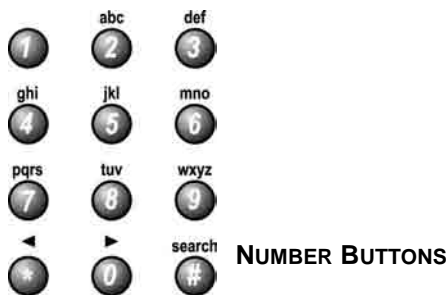 abc def
1 2 3
ghi jkl mno
4 5 6
pqrs tuv wxyz
7 8 9
◄ ► search
* 0 # NUMBER BUTTONS